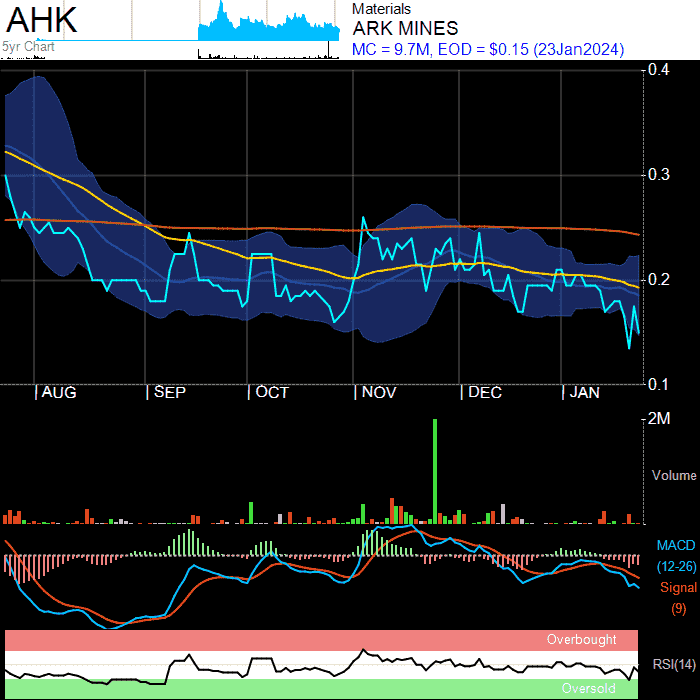 AHK
5yr Chart
Materials
ARK MINES
MC = 9.7M, EOD = $0.15 (23Jan2024)
0.4
0.3
0.2
0.1
AUG SEP OCT NOV DEC JAN
2M
Volume
MACD
(12-26)
Signal
(9)
Overbought
RSI(14)
Oversold